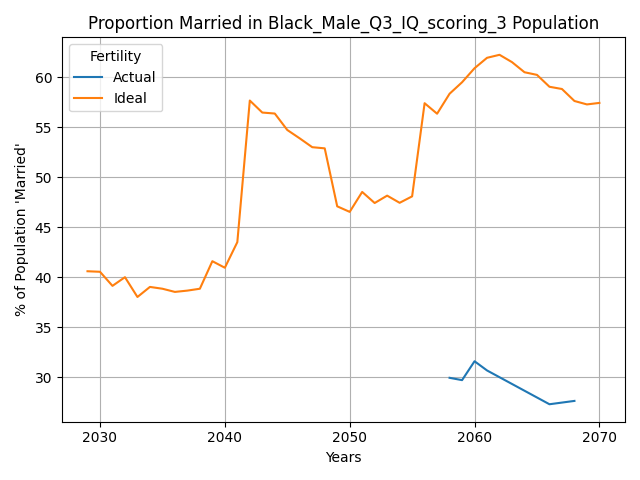 Proportion Married in Black_Male_Q3_IQ_scoring_3 Population
Fertility
Actual
Ideal
% of Population 'Married'
60
55
50
45
40
35
30
2030
2040
2050
2060
2070
Years